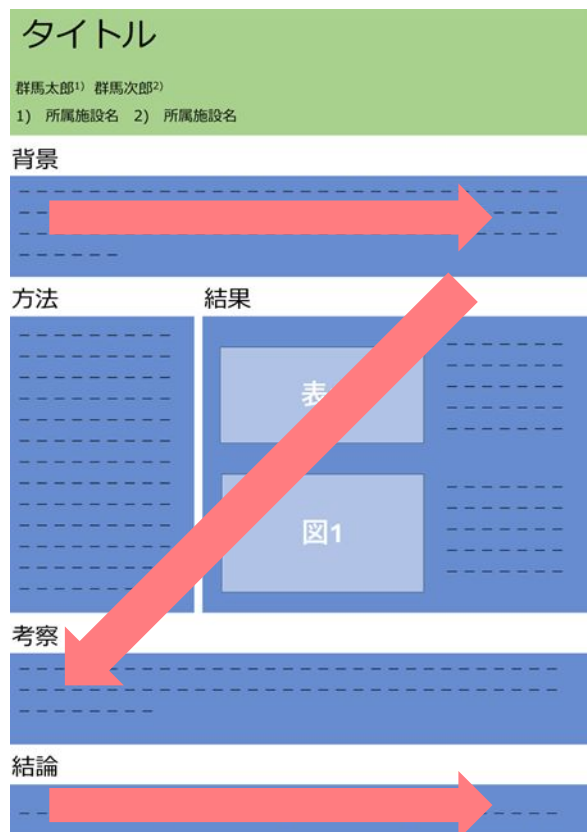 タイトル
群馬太郎1) 群馬次郎2)
1) 所属施設名 2) 所属施設名
背景
方法
結果
表
図1
考察
結論